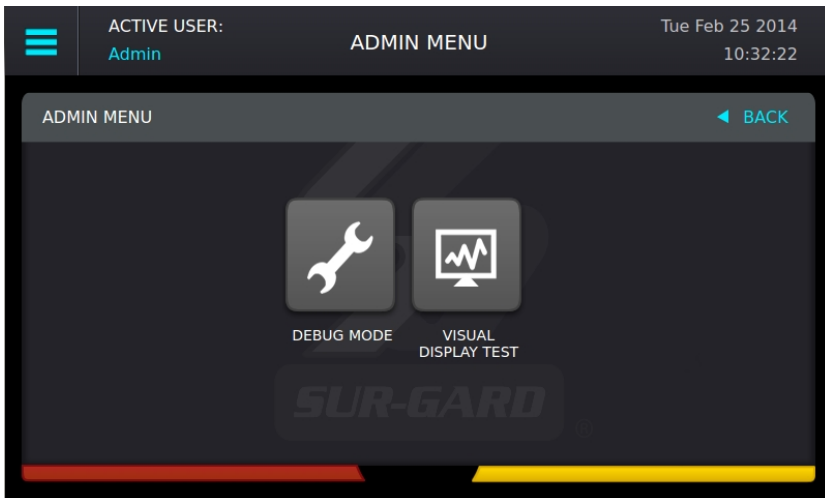 ACTIVE USER:
Admin
ADMIN MENU
Tue Feb 25 2014
10:32:22
ADMIN MENU
BACK
DEBUG MODE
VISUAL
DISPLAY TEST
SUR-GARD
®